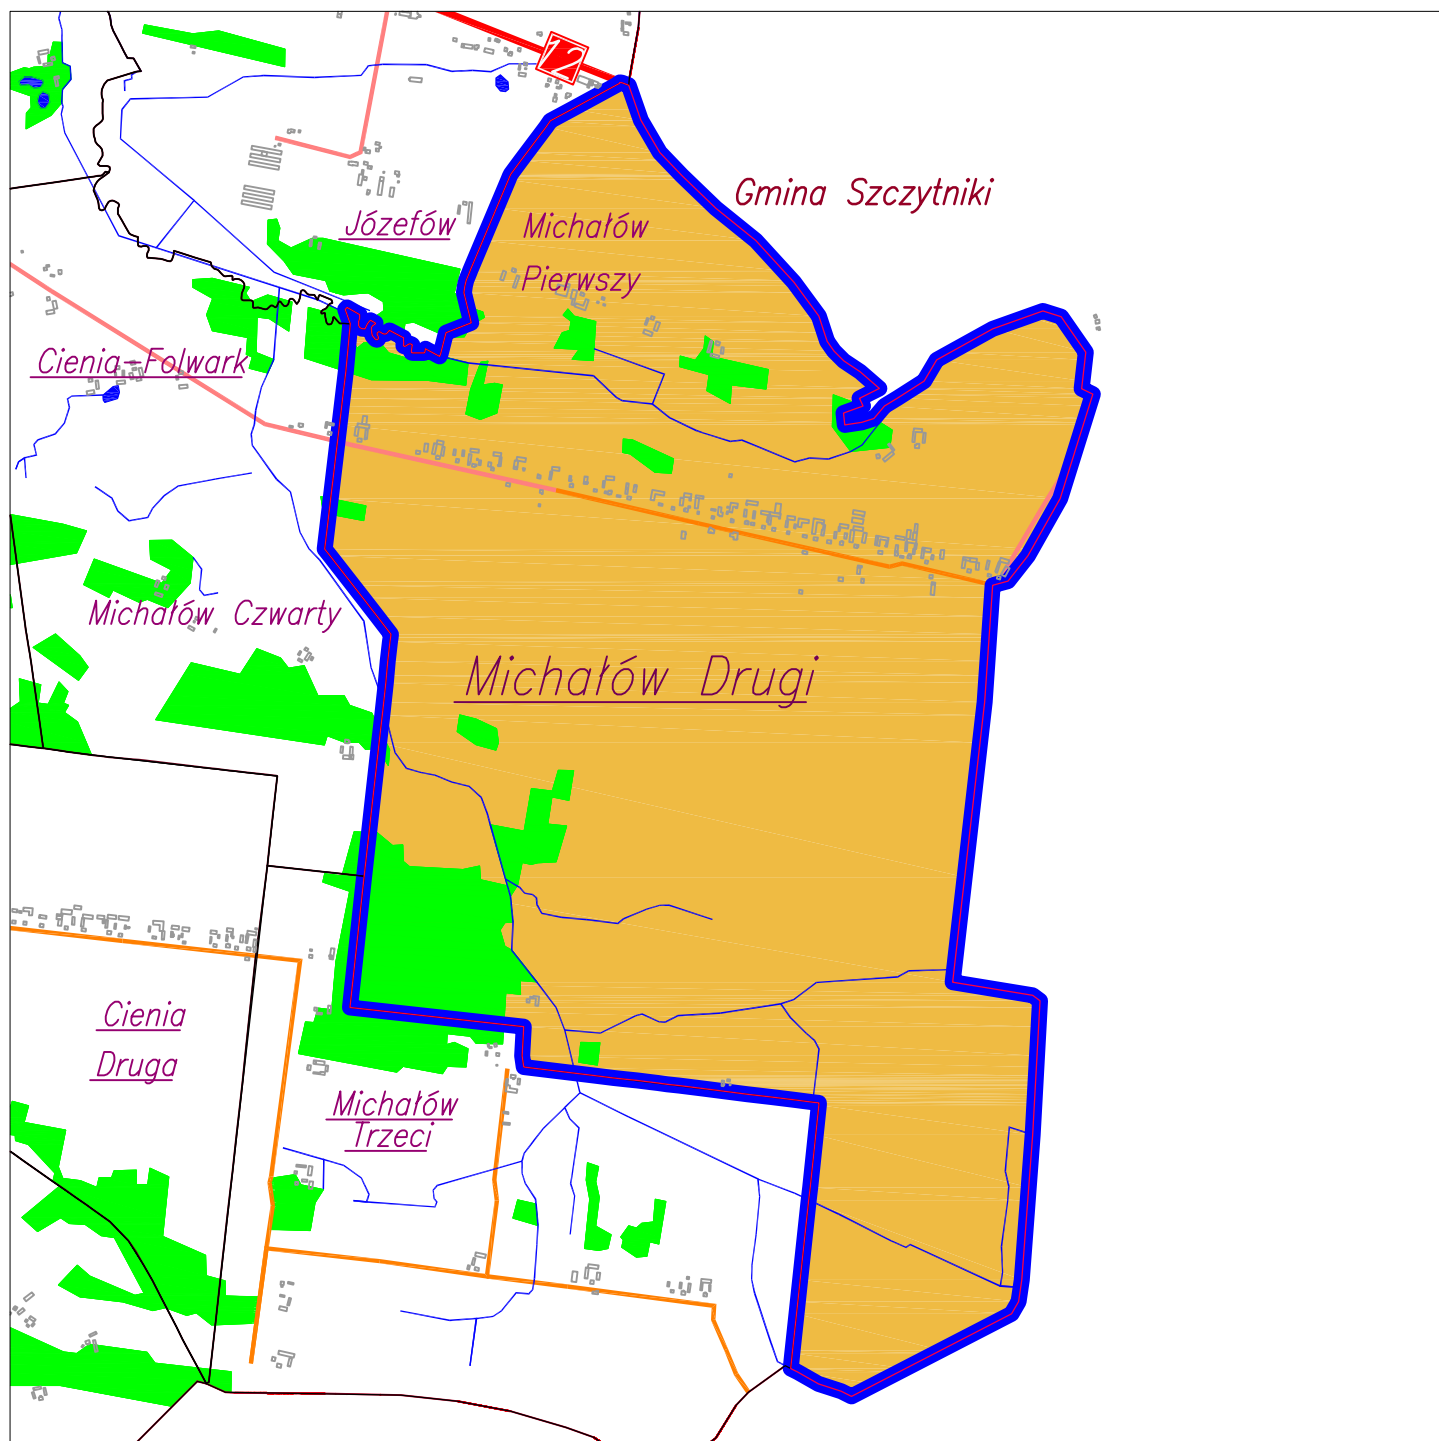 12
Gmina Szczytniki
Józefów
Michałów
Pierwszy
Cienia-Folwark
Michałów Czwarty
Michałów Drugi
Cienia
Druga
Michałów
Trzeci